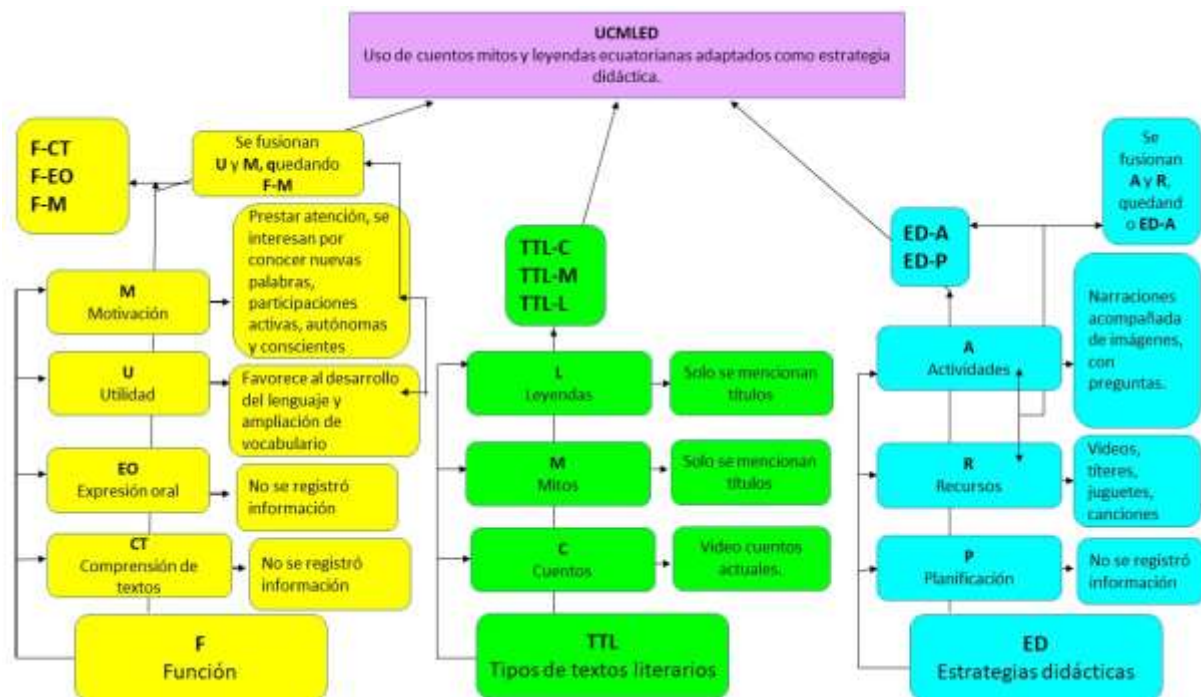 UCMLED
Uso de cuentos mitos y leyendas ecuatorianas adaptados como estrategia
didáctica.
F-CT
F-EO
F-M
Se fusionan
U y M, quedando
F-M
Prestar atención, se
interesan por
conocer nuevas
palabras,
participaciones
activas, autónomas
y conscientes
M
Motivación
U
Utilidad
Favorece al desarrollo
del lenguaje y
ampliación de
vocabulario
EO
Expresión oral
No se registró
información
CT
Comprensión de
textos
No se registró
información
F
Función
TTL-C
TTL-M
TTL-L
L
Leyendas
Solo se mencionan
títulos
M
Mitos
Solo se mencionan
títulos
C
Cuentos
Video cuentos
actuales.
TTL
Tipos de textos literarios
Se
fusionan
A y R,
quedand
o ED-A
ED-A
ED-P
Narraciones
acompañada
de imágenes,
con
preguntas.
A
Actividades
R
Recursos
Videos,
títeres,
juguetes,
canciones
P
Planificación
No se registró
información
ED
Estrategias didácticas